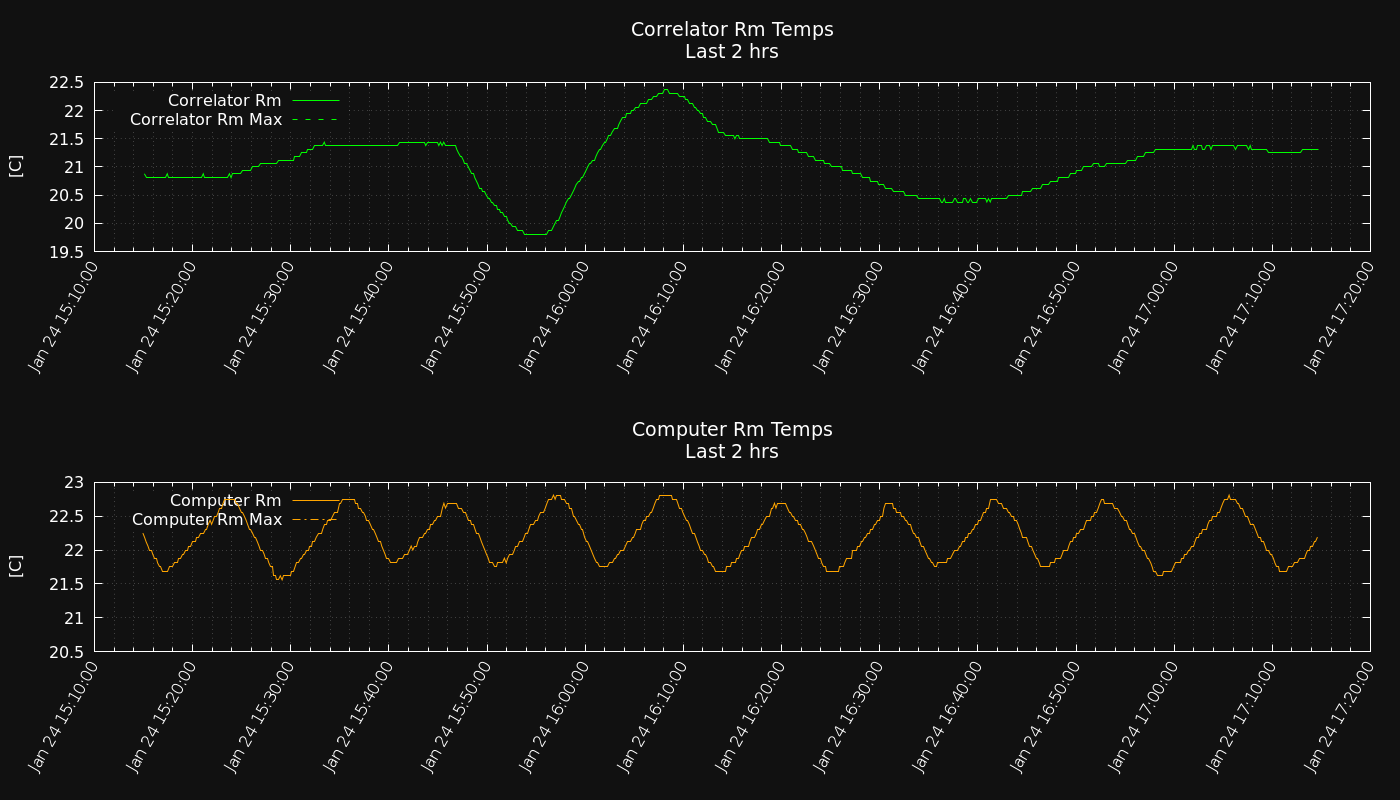 Correlator Rm Temps
Last 2 hrs
[C]
22.5
22
21.5
21
20.5
20
19.5
Correlator Rm
Correlator Rm Max
Jan 24 15:10:00
Jan 24 15:20:00
Jan 24 15:30:00
Jan 24 15:40:00
Jan 24 15:50:00
Jan 24 16:00:00
Jan 24 16:10:00
Jan 24 16:20:00
Jan 24 16:30:00
Jan 24 16:40:00
Jan 24 16:50:00
Jan 24 17:00:00
Jan 24 17:10:00
Jan 24 17:20:00
Computer Rm Temps
Last 2 hrs
[C]
23
22.5
22
21.5
21
20.5
Computer Rm
Computer Rm Max
Jan 24 15:10:00
Jan 24 15:20:00
Jan 24 15:30:00
Jan 24 15:40:00
Jan 24 15:50:00
Jan 24 16:00:00
Jan 24 16:10:00
Jan 24 16:20:00
Jan 24 16:30:00
Jan 24 16:40:00
Jan 24 16:50:00
Jan 24 17:00:00
Jan 24 17:10:00
Jan 24 17:20:00